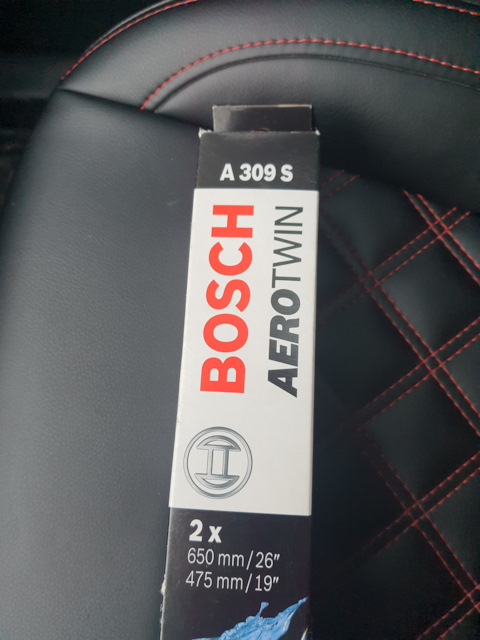 A 309 S
BOSCH
AEROTWIN
2 x
650 mm / 26"
475 mm / 19"